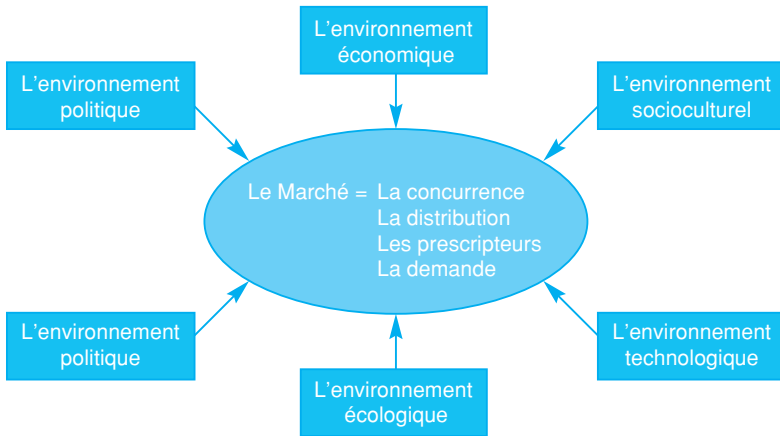 L'environnement
économique
L'environnement
politique
L'environnement
socioculturel
Le Marché = La concurrence
La distribution
Les prescripteurs
La demande
L'environnement
politique
L'environnement
technologique
L'environnement
écologique